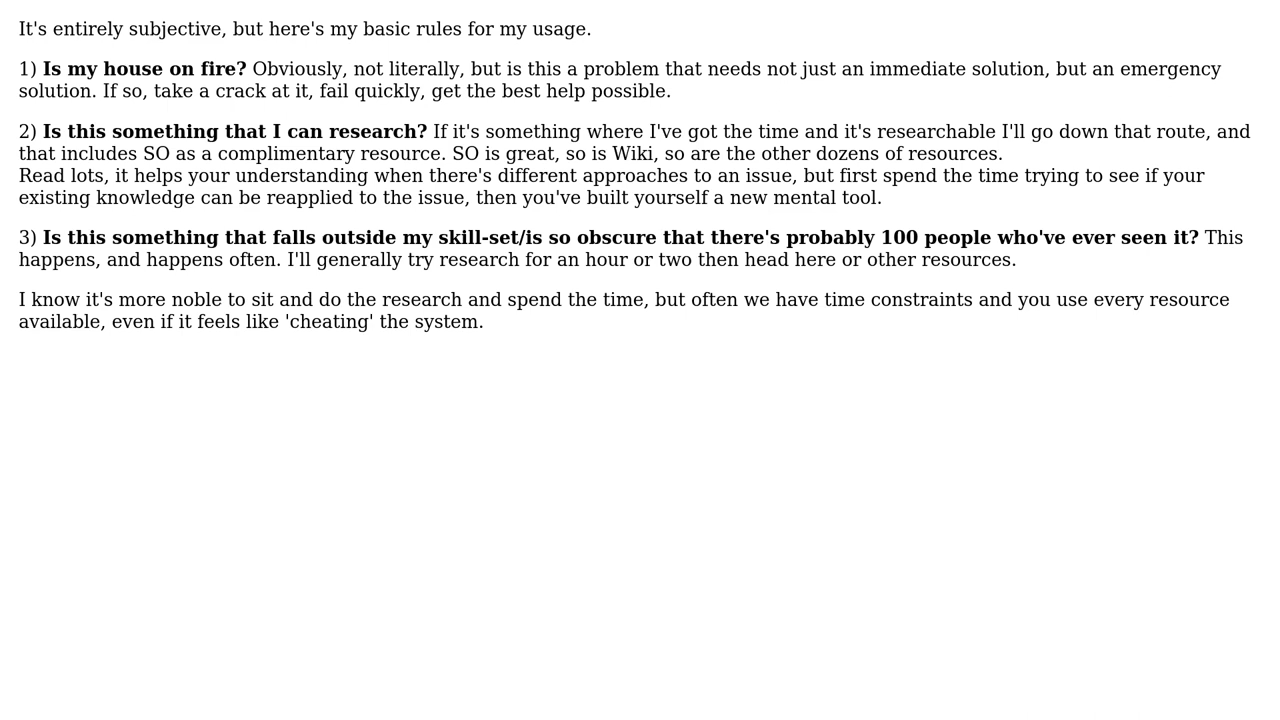 It's entirely subjective, but here's my basic rules for my usage.
1) Is my house on fire? Obviously, not literally, but is this a problem that needs not just an immediate solution, but an emergency
solution. If so, take a crack at it, fail quickly, get the best help possible.
2) Is this something that I can research? If it's something where I've got the time and it's researchable I'll go down that route, and
that includes SO as a complimentary resource. SO is great, so is Wiki, so are the other dozens of resources.
Read lots, it helps your understanding when there's different approaches to an issue, but first spend the time trying to see if your
existing knowledge can be reapplied to the issue, then you've built yourself a new mental tool.
3) Is this something that falls outside my skill-set/is so obscure that there's probably 100 people who've ever seen it? This
happens, and happens often. I'll generally try research for an hour or two then head here or other resources.
I know it's more noble to sit and do the research and spend the time, but often we have time constraints and you use every resource
available, even if it feels like 'cheating' the system.